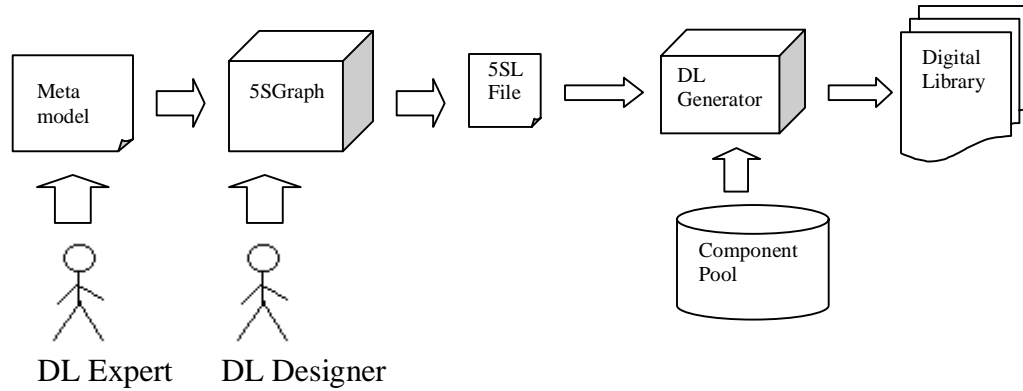 Meta
model
5SGraph
5SL
File
DL
Generator
Digital
Library
Component
Pool
DL Expert
DL Designer